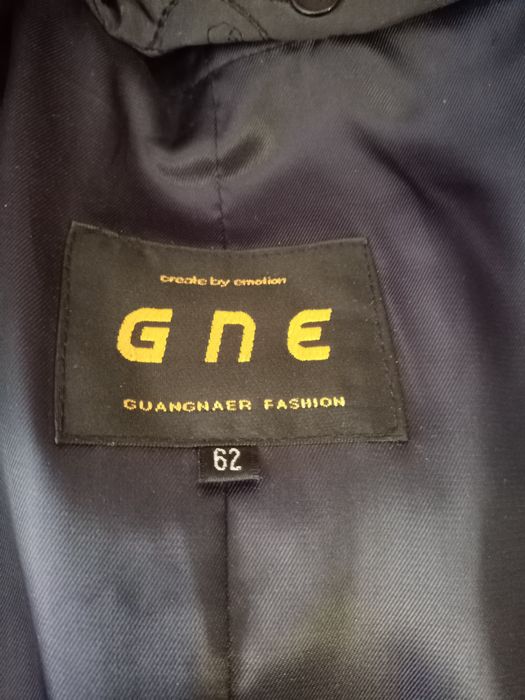 create by emotion
GNE
GUANGNAER FASHION
62